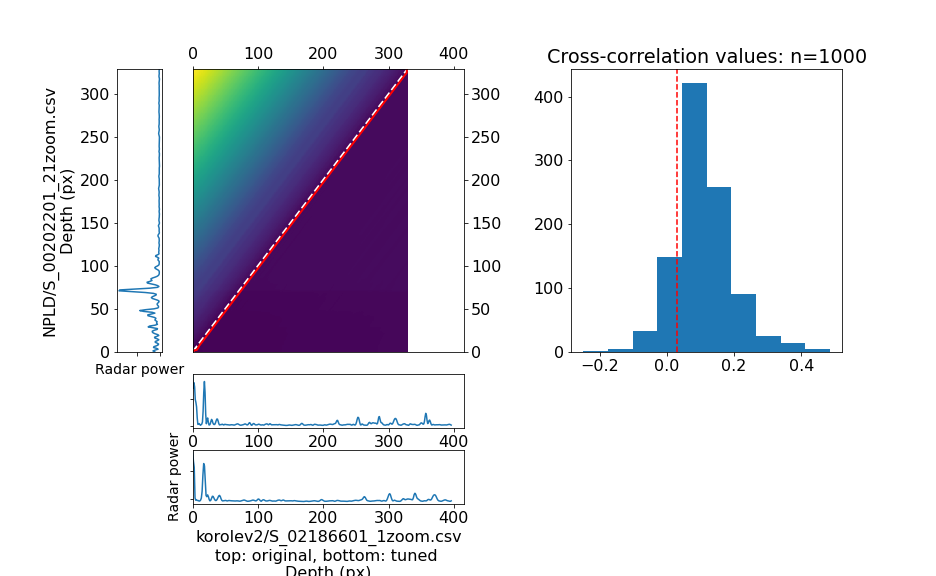 0 100 200 300 400
Cross-correlation values: n=1000
NPLD/S_00202201_21zoom.csv
Depth (px)
300
250
200
150
100
50
0
Radar power
300
250
200
150
100
50
0
400
300
200
100
0
−0.2 0.0 0.2 0.4
0 100 200 300 400
Radar power
0 100 200 300 400
korolev2/S_02186601_1zoom.csv
top: original, bottom: tuned
Depth (px)